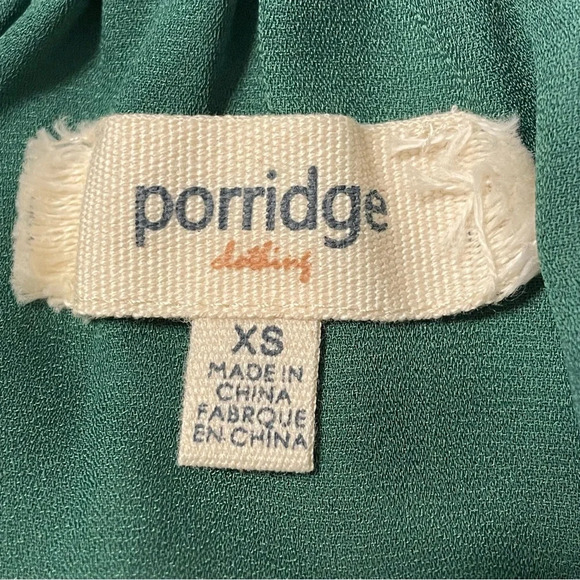 porridge
clothing
XS
MADE IN
CHINA
FABRQUE
EN CHINA